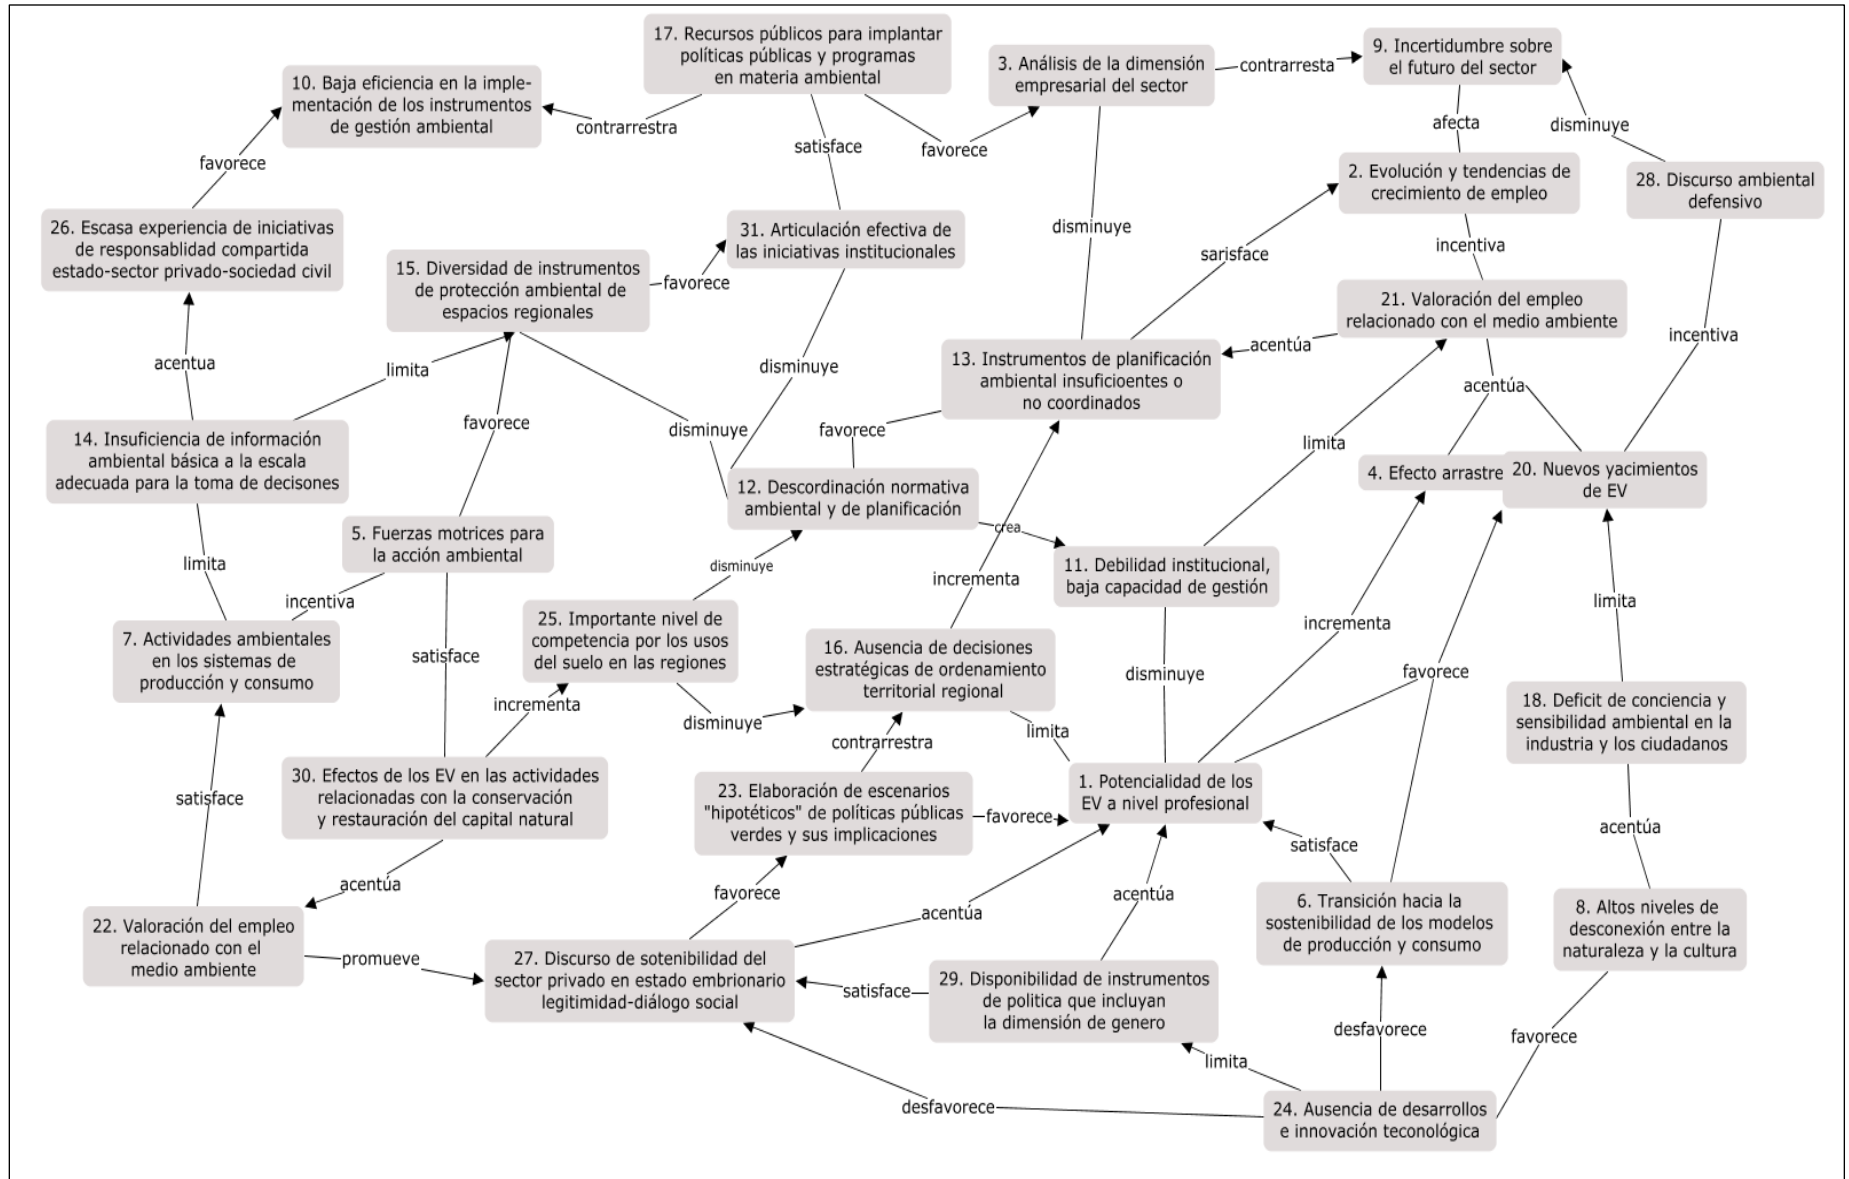 17. Recursos públicos para implantar
políticas públicas y programas
en materia ambiental
9. Incertidumbre sobre
el futuro del sector
3. Análisis de la dimensión
empresarial del sector
contrarresta
10. Baja eficiencia en la imple-
mentación de los instrumentos
de gestión ambiental
contrarrestra
satisface
favorece
afecta
disminuye
favorece
2. Evolución y tendencias de
crecimiento de empleo
28. Discurso ambiental
defensivo
26. Escasa experiencia de iniciativas
de responsablidad compartida
estado-sector privado-sociedad civil
31. Articulación efectiva de
las iniciativas institucionales
disminuye
sarisface
incentiva
15. Diversidad de instrumentos
de protección ambiental de
espacios regionales
favorece
21. Valoración del empleo
relacionado con el medio ambiente
acentua
limita
disminuye
13. Instrumentos de planificación
ambiental insuficioentes o
no coordinados
acentúa
incentiva
acentúa
14. Insuficiencia de información
ambiental básica a la escala
adecuada para la toma de decisones
favorece
disminuye
favorece
limita
4. Efecto arrastre
20. Nuevos yacimientos
de EV
12. Descordinación normativa
ambiental y de planificación
crea
5. Fuerzas motrices para
la acción ambiental
limita
incentiva
disminuye
incrementa
11. Debilidad institucional,
baja capacidad de gestión
limita
7. Actividades ambientales
en los sistemas de
producción y consumo
satisface
25. Importante nivel de
competencia por los usos
del suelo en las regiones
16. Ausencia de decisiones
estratégicas de ordenamiento
territorial regional
incrementa
disminuye
favorece
incrementa
disminuye
contrarrestra
limita
18. Deficit de conciencia y
sensibilidad ambiental en la
industria y los ciudadanos
30. Efectos de los EV en las actividades
relacionadas con la conservación
y restauración del capital natural
satisface
23. Elaboración de escenarios
"hipotéticos" de políticas públicas
verdes y sus implicaciones
favorece
1. Potencialidad de los
EV a nivel profesional
acentúa
satisface
acentúa
favorece
acentúa
acentúa
22. Valoración del empleo
relacionado con el
medio ambiente
promueve
27. Discurso de sotenibilidad del
sector privado en estado embrionario
legitimidad-diálogo social
satisface
29. Disponibilidad de instrumentos
de politica que incluyan
la dimensión de genero
6. Transición hacia la
sostenibilidad de los modelos
de producción y consumo
8. Altos niveles de
desconexión entre la
naturaleza y la cultura
desfavorece
favorece
limita
desfavorece
24. Ausencia de desarrollos
e innovación teconológica